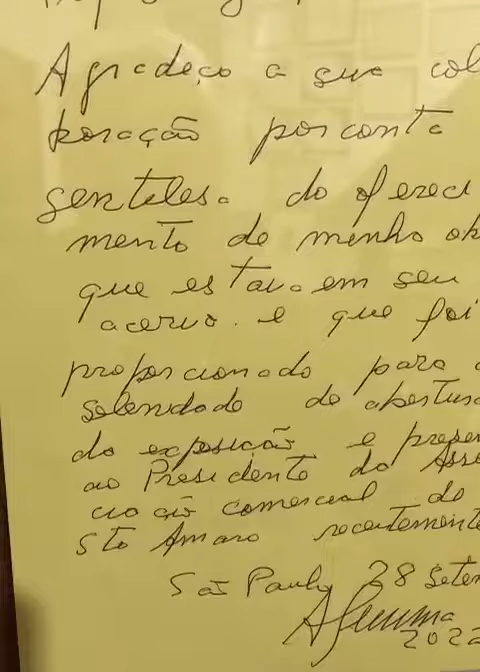 Agradeço a sua col
boração por conta
gentileza do ofereci
mento de minha ob
que estava em seu
acervo e que foi
proporcionado para
solenidade de abertura
da exposição e presen
ao Presidente da Asso
ciação comercial de
Sto Amaro recentemente
São Paulo 28 Setem
2022